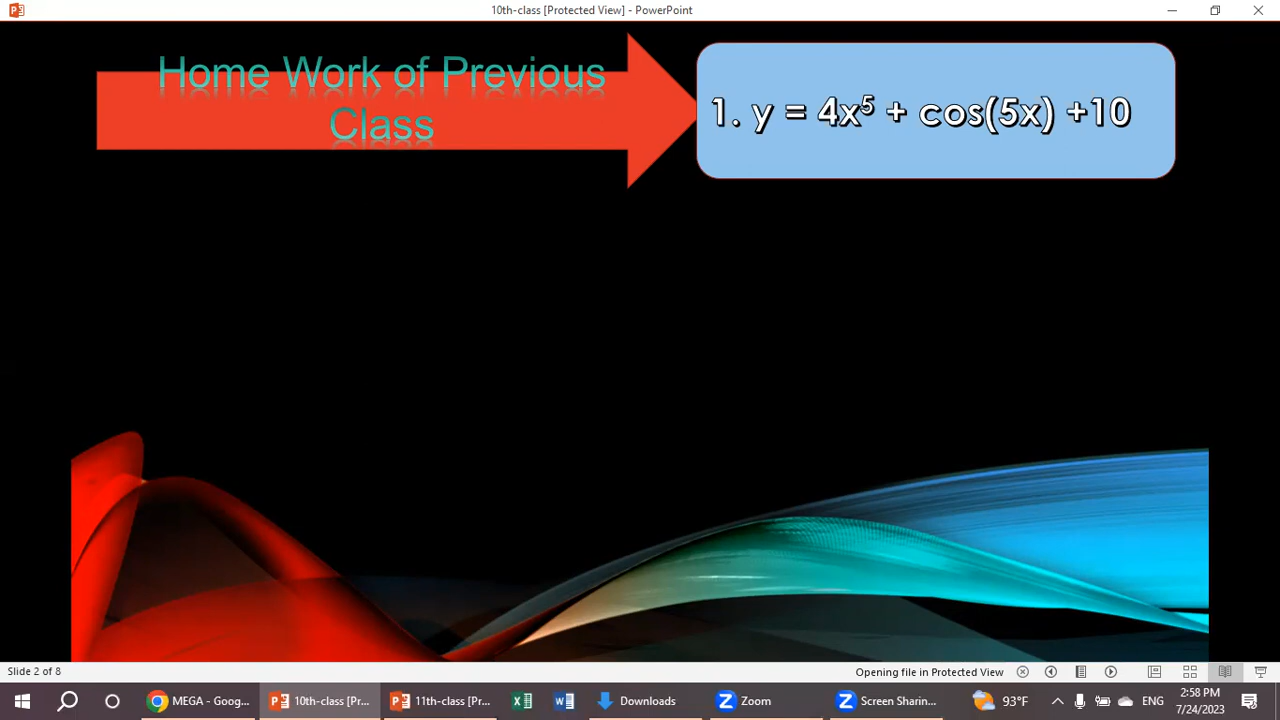 10th-class [Protected View] - PowerPoint
Home Work of Previous
Class
1. y = 4x⁵ + cos(5x) +10
Slide 2 of 8
Opening file in Protected View
MEGA - Goog...
10th-class [Pr...
11th-class [Pr...
Downloads
Zoom
Screen Sharin...
93°F
ENG
2:58 PM
7/24/2023